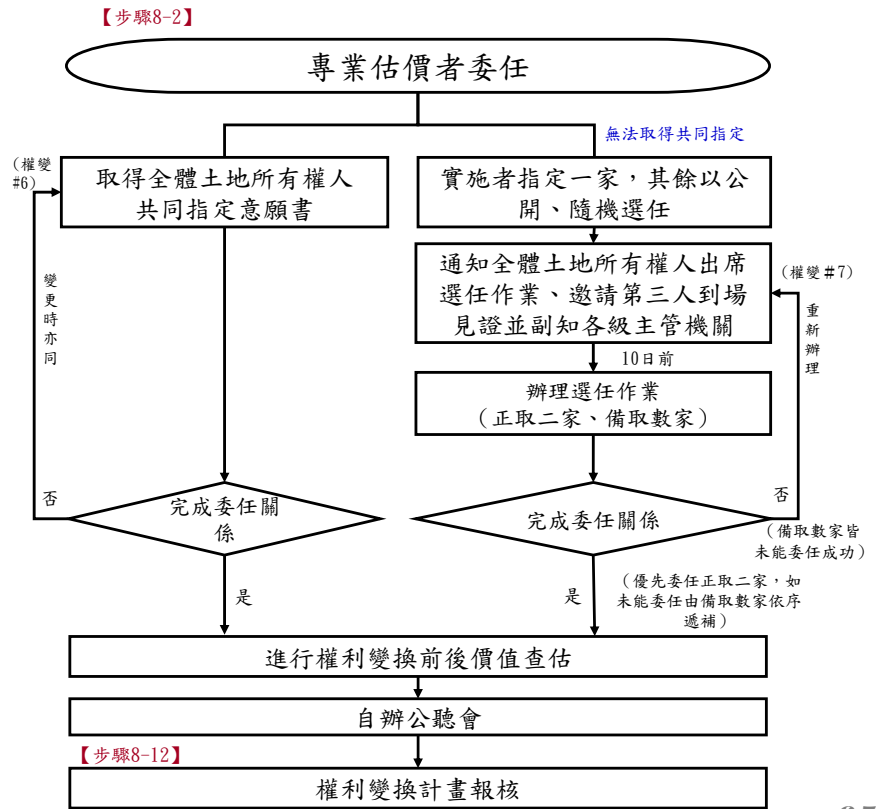 【步驟8-2】
專業估價者委任
無法取得共同指定
(權變
#6)
取得全體土地所有權人
共同指定意願書
實施者指定一家，其餘以公
開、隨機選任
通知全體土地所有權人出席
選任作業、邀請第三人到場
見證並副知各級主管機關
(權變＃7)
變更時亦同
重新辦理
10日前
辦理選任作業
（正取二家、備取數家）
否
完成委任關
係
完成委任關係
否
（備取數家皆
未能委任成功）
是
是
（優先委任正取二家，如
未能委任由備取數家依序
遞補）
進行權利變換前後價值查估
自辦公聽會
【步驟8-12】
權利變換計畫報核